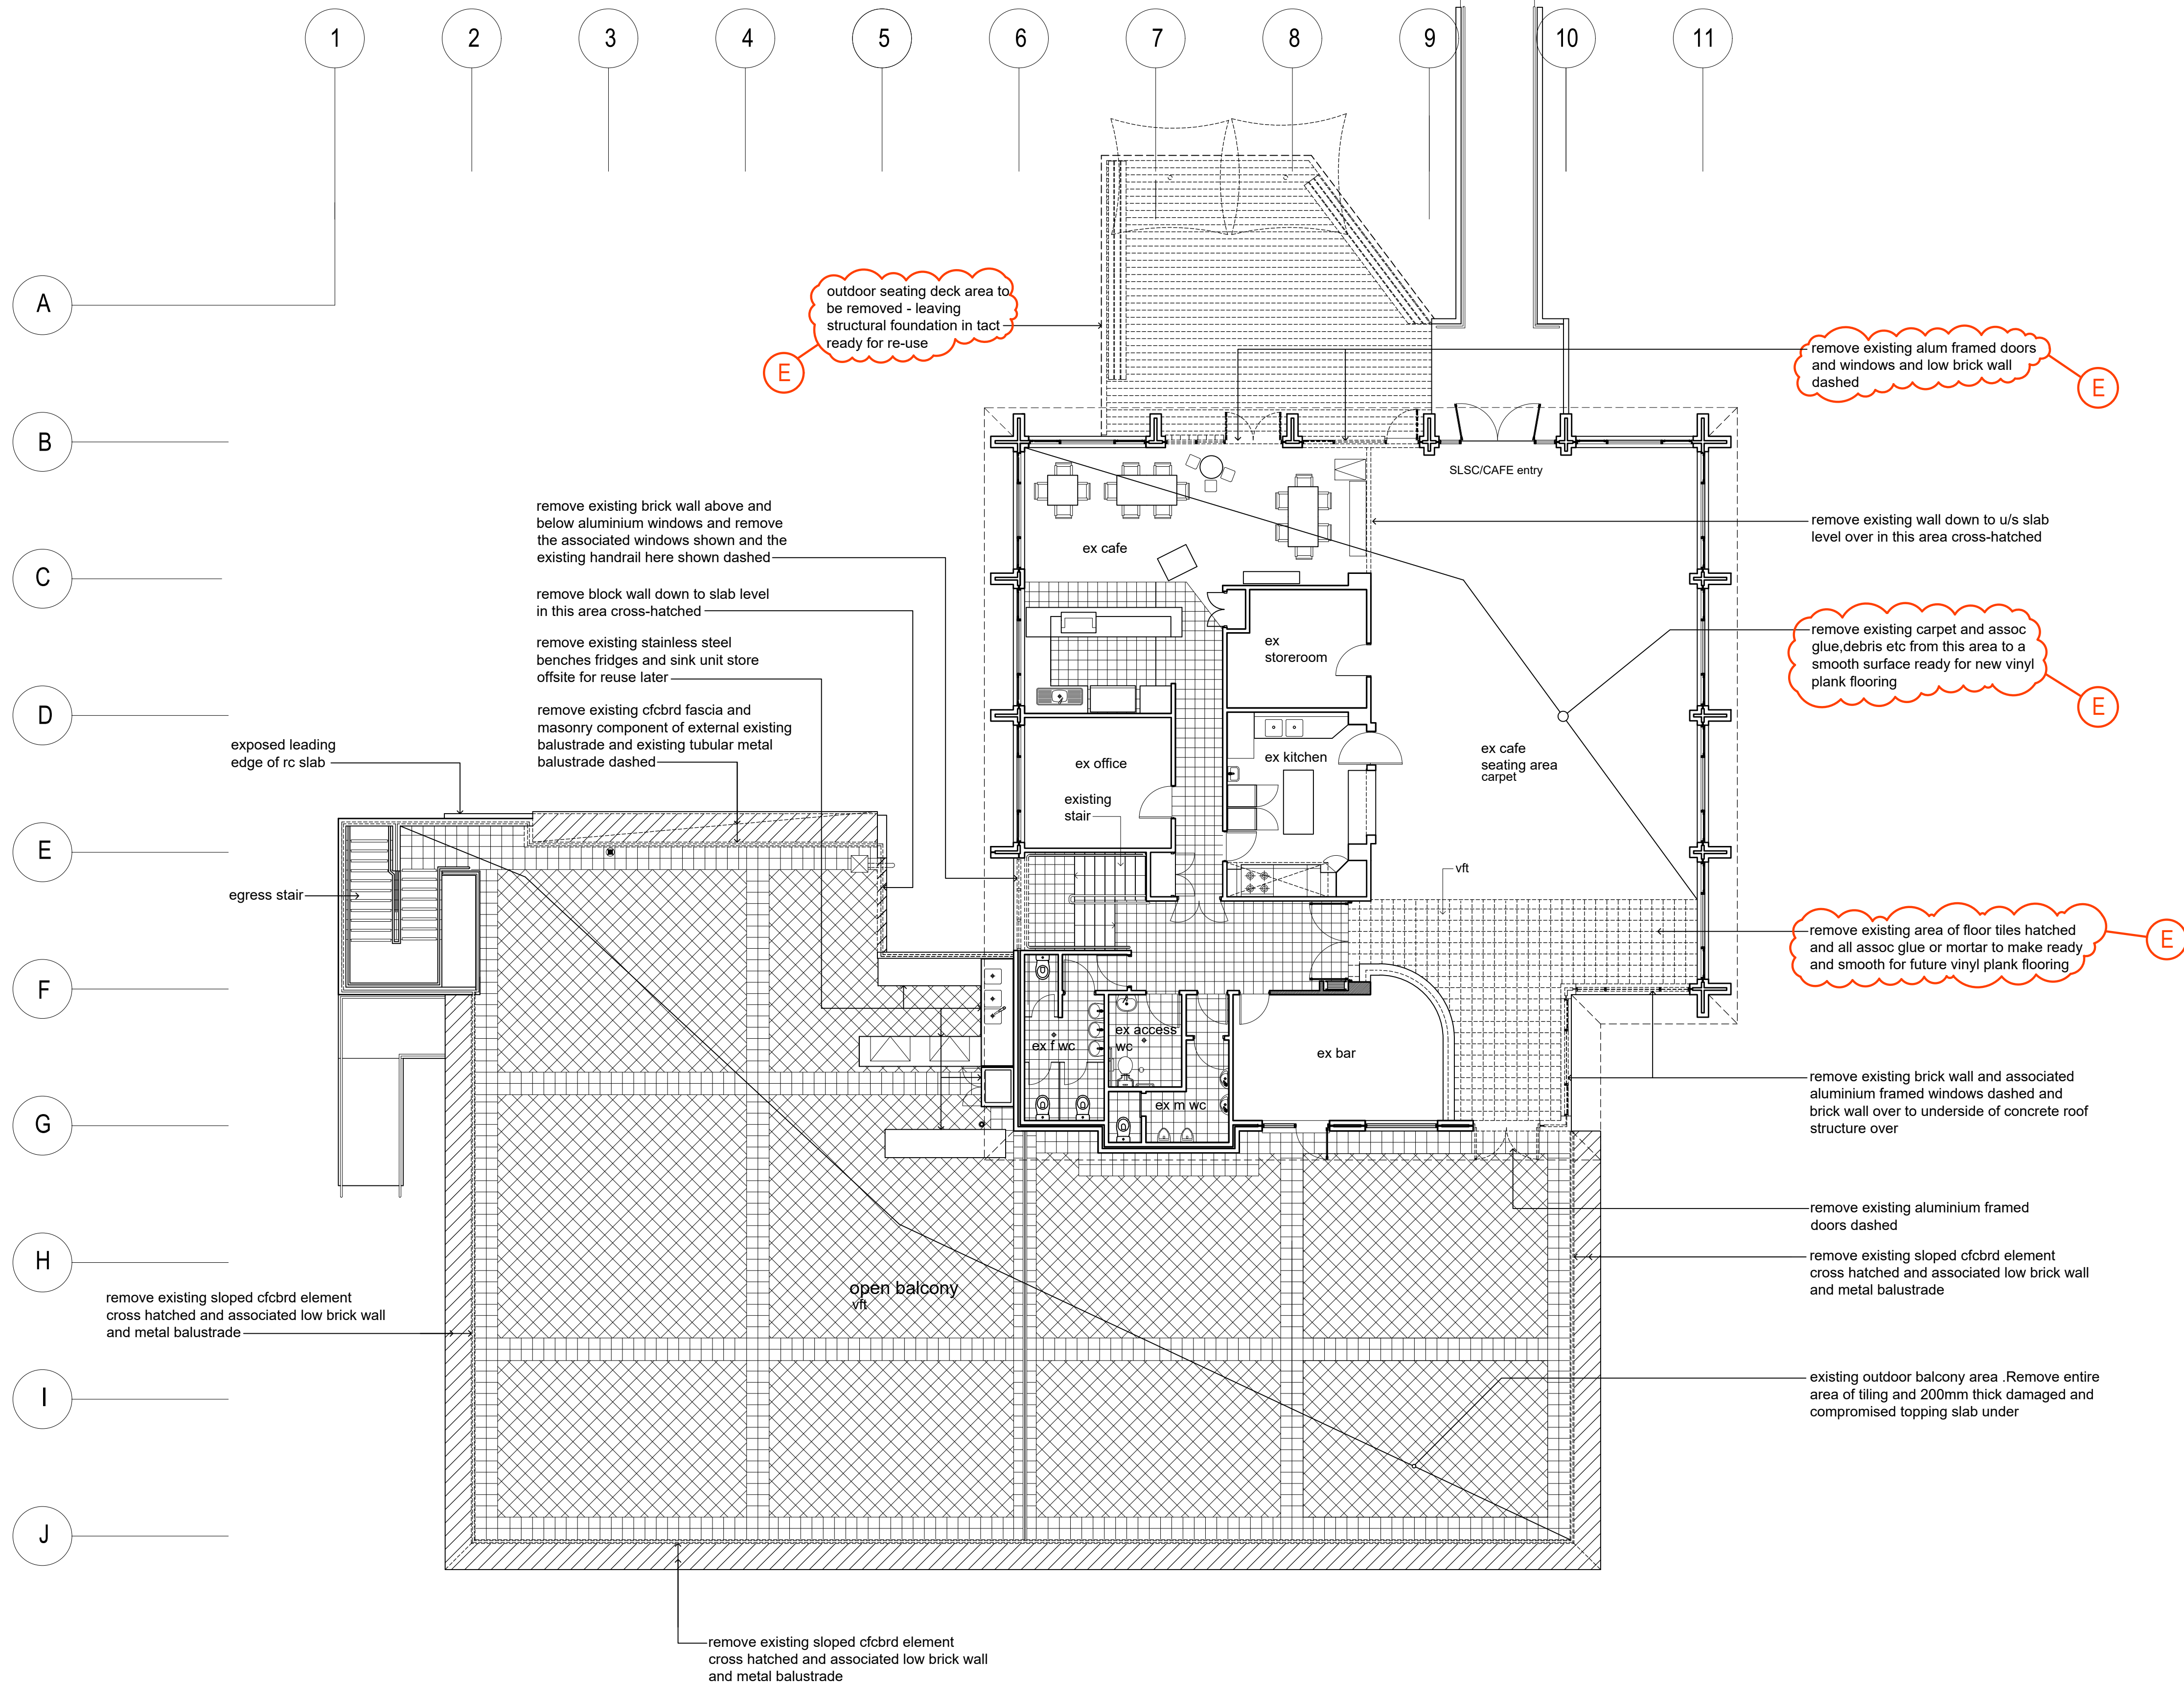 1
2
3
4
5
6
7
8
9
10
11
A
B
C
D
E
F
G
H
I
J
outdoor seating deck area to
be removed - leaving
structural foundation in tact
ready for re-use
E
remove existing alum framed doors
and windows and low brick wall
dashed
E
SLSC/CAFE entry
remove existing brick wall above and
below aluminium windows and remove
the associated windows shown and the
existing handrail here shown dashed
remove existing wall down to u/s slab
level over in this area cross-hatched
ex cafe
remove block wall down to slab level
in this area cross-hatched
remove existing stainless steel
benches fridges and sink unit store
offsite for reuse later
ex
storeroom
remove existing carpet and assoc
glue,debris etc from this area to a
smooth surface ready for new vinyl
plank flooring
E
remove existing cfcbrd fascia and
masonry component of external existing
balustrade and existing tubular metal
balustrade dashed
exposed leading
edge of rc slab
ex office
ex kitchen
ex cafe
seating area
carpet
existing
stair
vft
egress stair
remove existing area of floor tiles hatched
and all assoc glue or mortar to make ready
and smooth for future vinyl plank flooring
E
ex f wc
ex access
wc
ex bar
ex m wc
remove existing brick wall and associated
aluminium framed windows dashed and
brick wall over to underside of concrete roof
structure over
remove existing aluminium framed
doors dashed
remove existing sloped cfcbrd element
cross hatched and associated low brick wall
and metal balustrade
open balcony
vft
remove existing sloped cfcbrd element
cross hatched and associated low brick wall
and metal balustrade
existing outdoor balcony area .Remove entire
area of tiling and 200mm thick damaged and
compromised topping slab under
remove existing sloped cfcbrd element
cross hatched and associated low brick wall
and metal balustrade